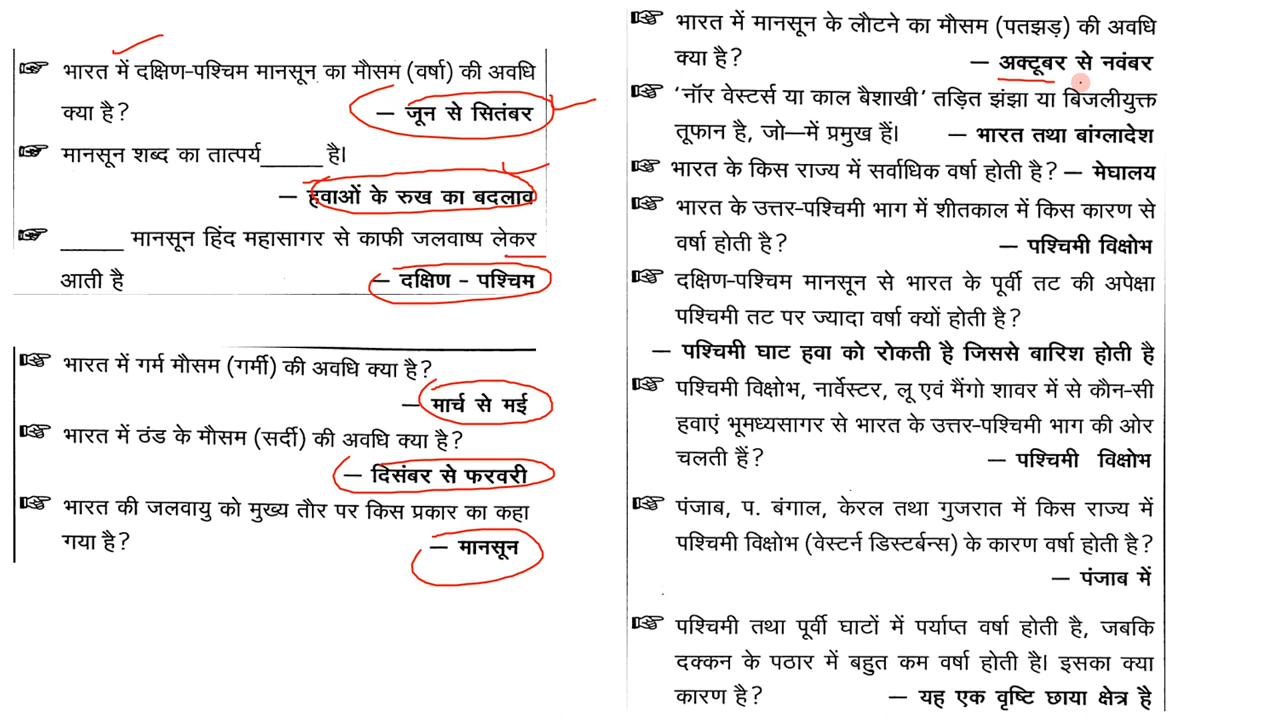 भारत में दक्षिण-पश्चिम मानसून का मौसम (वर्षा) की अवधि
क्या है?
— जून से सितंबर
मानसून शब्द का तात्पर्य______ है।
— हवाओं के रुख का बदलाव
______ मानसून हिंद महासागर से काफी जलवाष्प लेकर
आती है
— दक्षिण - पश्चिम
भारत में गर्म मौसम (गर्मी) की अवधि क्या है?
— मार्च से मई
भारत में ठंड के मौसम (सर्दी) की अवधि क्या है?
— दिसंबर से फरवरी
भारत की जलवायु को मुख्य तौर पर किस प्रकार का कहा
गया है?
— मानसून
भारत में मानसून के लौटने का मौसम (पतझड़) की अवधि
क्या है?
— अक्टूबर से नवंबर
‘नॉर वेस्टर्स या काल बैशाखी’ तड़ित झंझा या बिजलीयुक्त
तूफान है, जो—में प्रमुख हैं।
— भारत तथा बांग्लादेश
भारत के किस राज्य में सर्वाधिक वर्षा होती है? — मेघालय
भारत के उत्तर-पश्चिमी भाग में शीतकाल में किस कारण से
वर्षा होती है?
— पश्चिमी विक्षोभ
दक्षिण-पश्चिम मानसून से भारत के पूर्वी तट की अपेक्षा
पश्चिमी तट पर ज्यादा वर्षा क्यों होती है?
— पश्चिमी घाट हवा को रोकती है जिससे बारिश होती है
पश्चिमी विक्षोभ, नार्वेस्टर, लू एवं मैंगो शावर में से कौन-सी
हवाएं भूमध्यसागर से भारत के उत्तर-पश्चिमी भाग की ओर
चलती हैं?
— पश्चिमी विक्षोभ
पंजाब, प. बंगाल, केरल तथा गुजरात में किस राज्य में
पश्चिमी विक्षोभ (वेस्टर्न डिस्टर्बन्स) के कारण वर्षा होती है?
— पंजाब में
पश्चिमी तथा पूर्वी घाटों में पर्याप्त वर्षा होती है, जबकि
दक्कन के पठार में बहुत कम वर्षा होती है। इसका क्या
कारण है?
— यह एक वृष्टि छाया क्षेत्र है